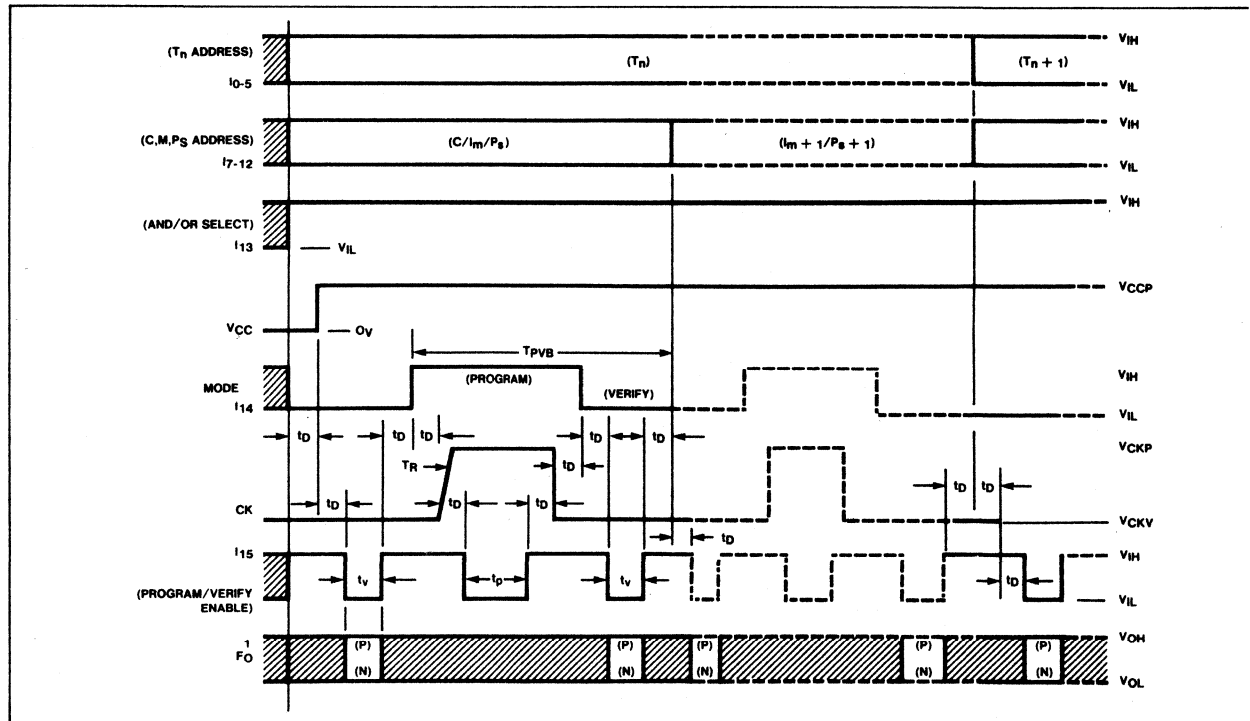 (Tn ADDRESS)
I0-5
(Tn)
(Tn + 1)
VIH
VIL
(C,M,PS ADDRESS)
I7-12
(C/Im/Ps)
(Im + 1/Ps + 1)
VIH
VIL
(AND/OR SELECT)
I13
VIL
VIH
VCC
0V
VCCP
TPVB
MODE
I14
(PROGRAM)
(VERIFY)
VIH
VIL
tD
tD
tD
tD
tD
VCKP
TR
tD
tD
tD
tD
tD
tD
CK
VCKV
tD
I15
VIH
tv
tp
tv
tD
(PROGRAM/VERIFY
ENABLE)
VIL
1
FO
(P)
(P)
(P)
(P)
(P)
VOH
(N)
(N)
(N)
(N)
(N)
VOL